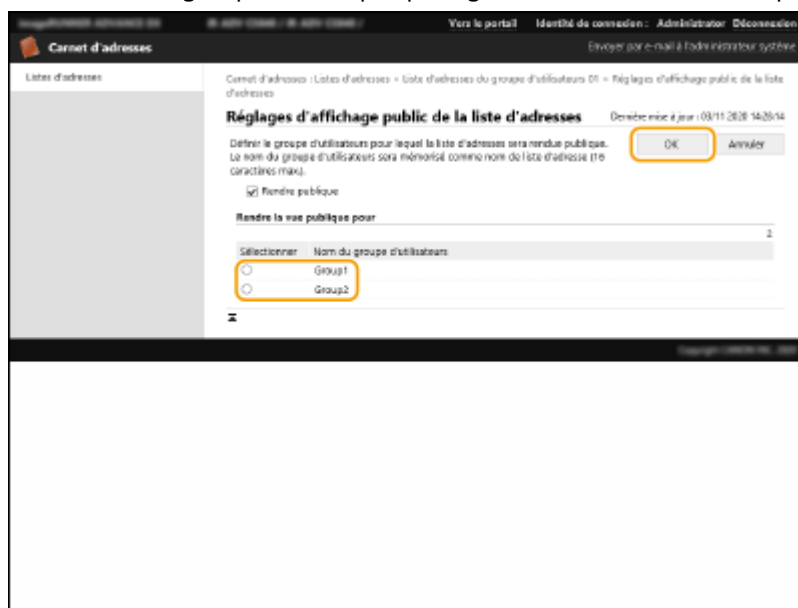 Vers le portail Identité de connexion : Administrator Déconnexion
Carnet d'adresses
Envoyer par e-mail à l'administrateur système
Listes d'adresses
Carnet d'adresses : Listes d'adresses > Liste d'adresses du groupe d'utilisateurs 01 > Réglages d'affichage public de la liste
d'adresses
Réglages d'affichage public de la liste d'adresses
Dernière mise à jour : 09/11 2020 14:28:14
Définir le groupe d'utilisateurs pour lequel la liste d'adresses sera rendue publique.
Le nom du groupe d'utilisateurs sera mémorisé comme nom de liste d'adresse (16
caractères max.).
OK Annuler
Rendre publique
Rendre la vue publique pour
2
Sélectionner Nom du groupe d'utilisateurs
Group1
Group2